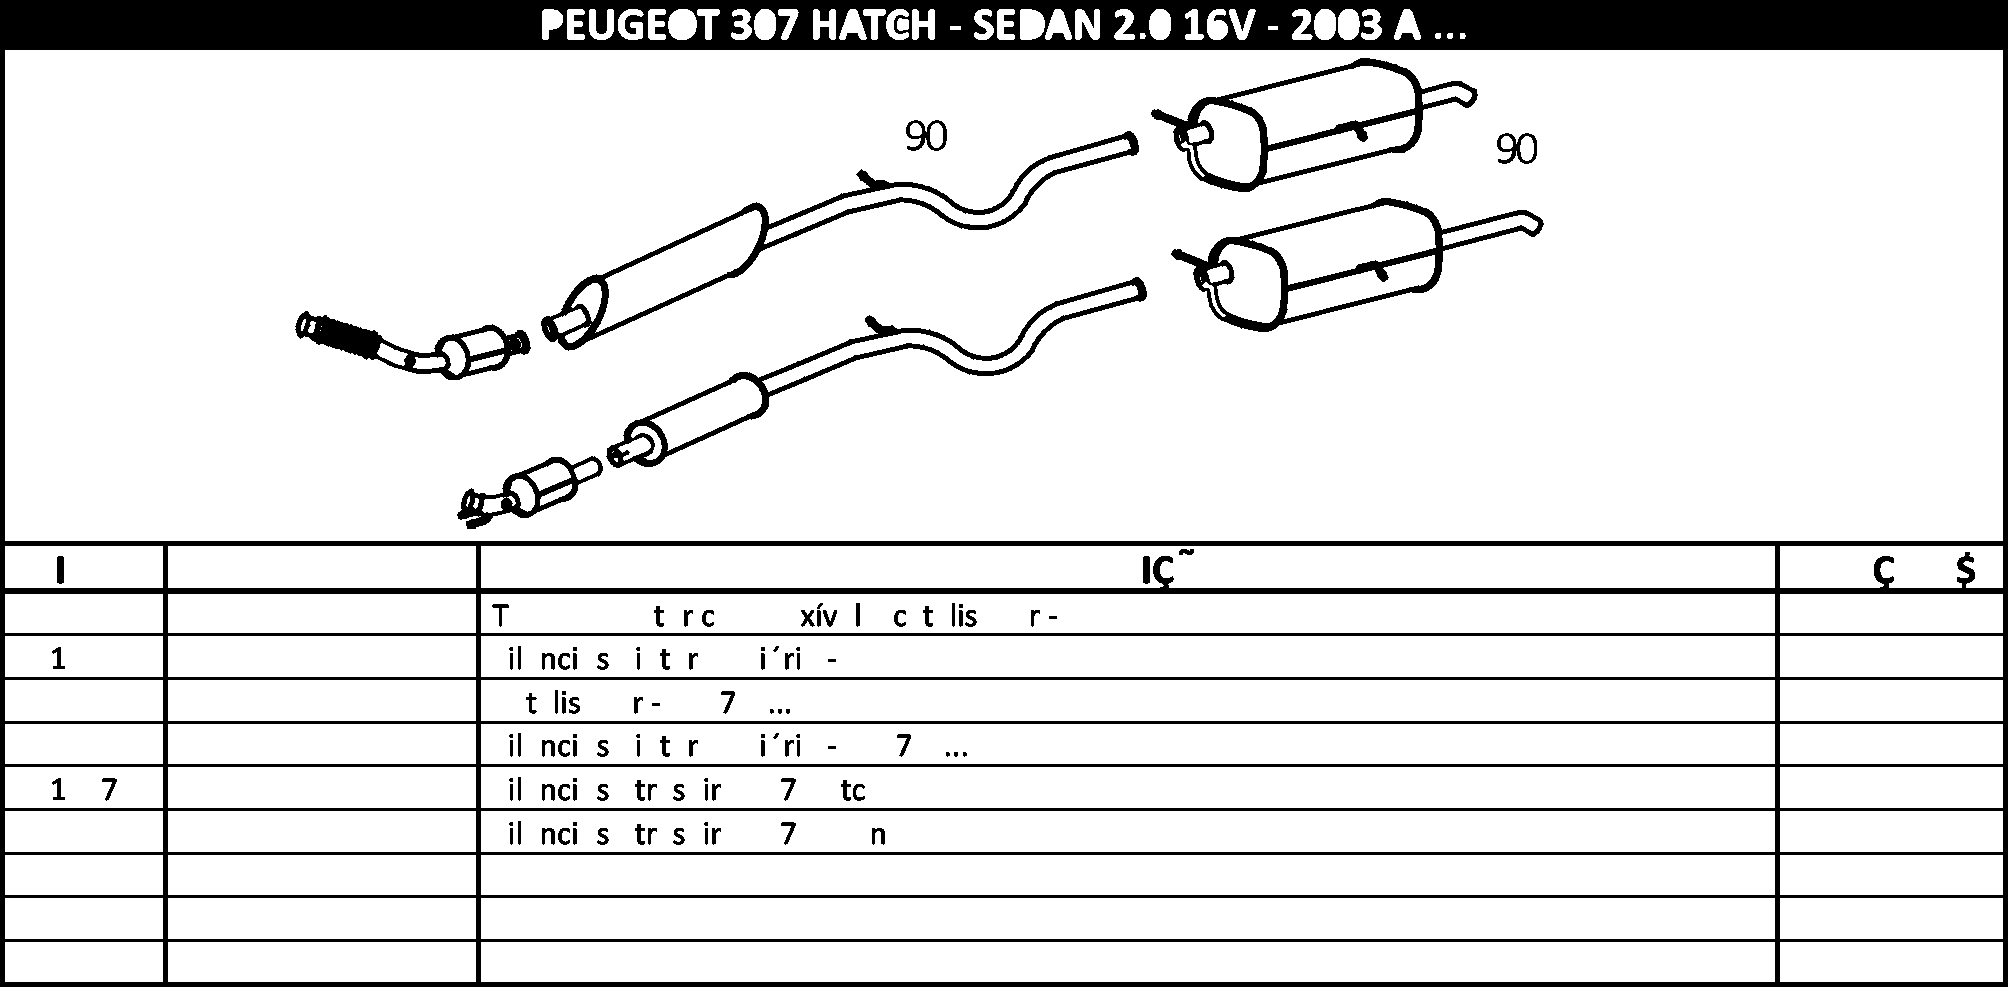 PEUGEOT 307 HATCH - SEDAN 2.0 16V - 2003 A ...
90
90
I IÇ˜ Ç $
T t r c xív l c t lis r -
1 il nci s i t r i´ri -
t lis r - 7 ...
il nci s i t r i´ri - 7 ...
1 7 il nci s tr s ir 7 tc
il nci s tr s ir 7 n